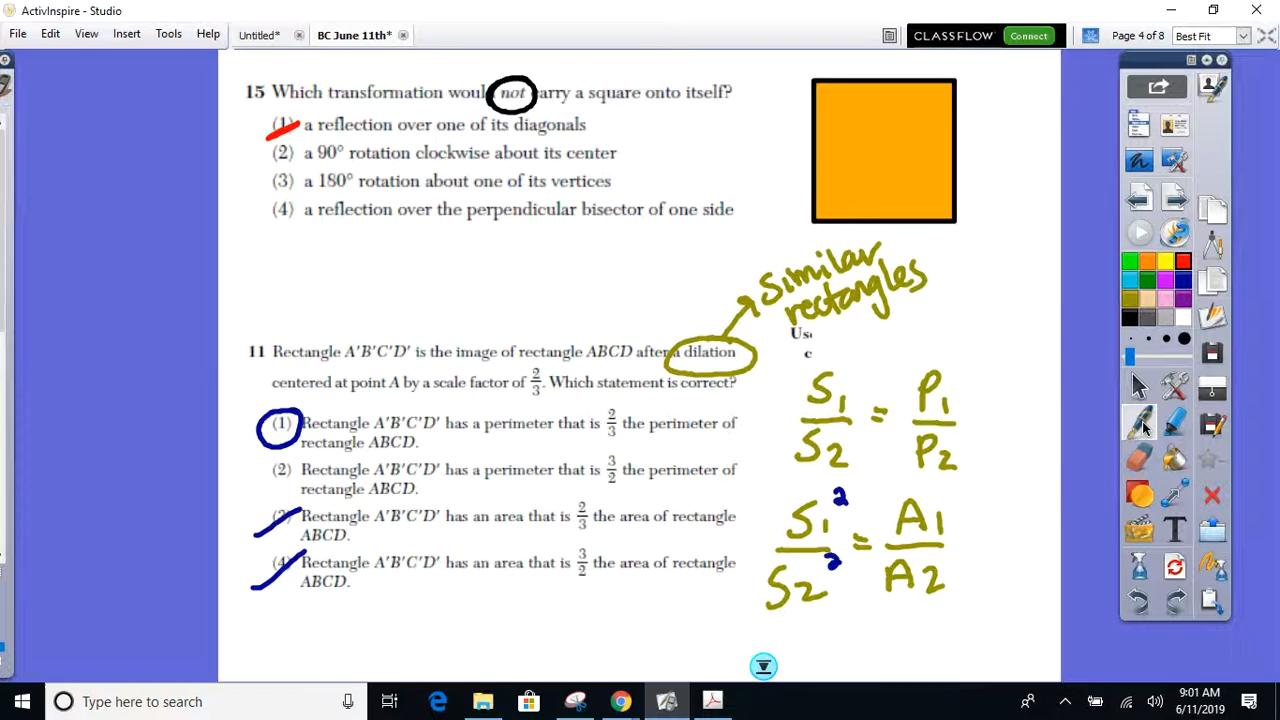 ActivInspire - Studio
File Edit View Insert Tools Help
Untitled* BC June 11th*
CLASSFLOW Connect
Page 4 of 8 Best Fit
15 Which transformation would not carry a square onto itself?
(1) a reflection over one of its diagonals
(2) a 90° rotation clockwise about its center
(3) a 180° rotation about one of its vertices
(4) a reflection over the perpendicular bisector of one side
Similar
rectangles
11 Rectangle A′B′C′D′ is the image of rectangle ABCD after a dilation
centered at point A by a scale factor of 2/3. Which statement is correct?
(1) Rectangle A′B′C′D′ has a perimeter that is 2/3 the perimeter of
rectangle ABCD.
(2) Rectangle A′B′C′D′ has a perimeter that is 3/2 the perimeter of
rectangle ABCD.
(3) Rectangle A′B′C′D′ has an area that is 2/3 the area of rectangle
ABCD.
(4) Rectangle A′B′C′D′ has an area that is 3/2 the area of rectangle
ABCD.
S1/S2 = P1/P2
S1²/S2² = A1/A2
Type here to search
9:01 AM
6/11/2019